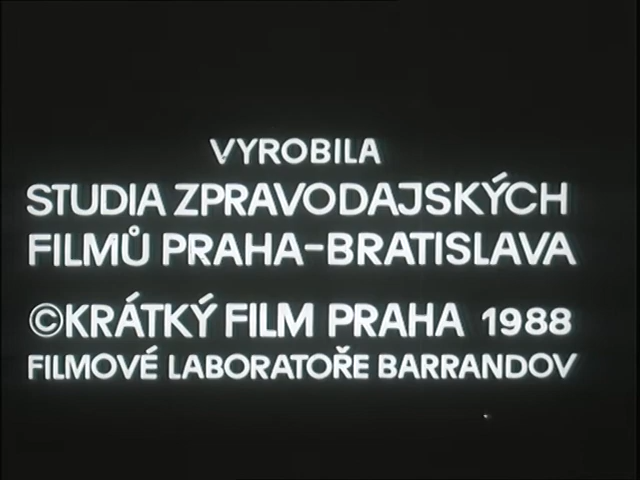 VYROBILA
STUDIA ZPRAVODAJSKÝCH
FILMŮ PRAHA-BRATISLAVA
©KRÁTKÝ FILM PRAHA 1988
FILMOVÉ LABORATOŘE BARRANDOV